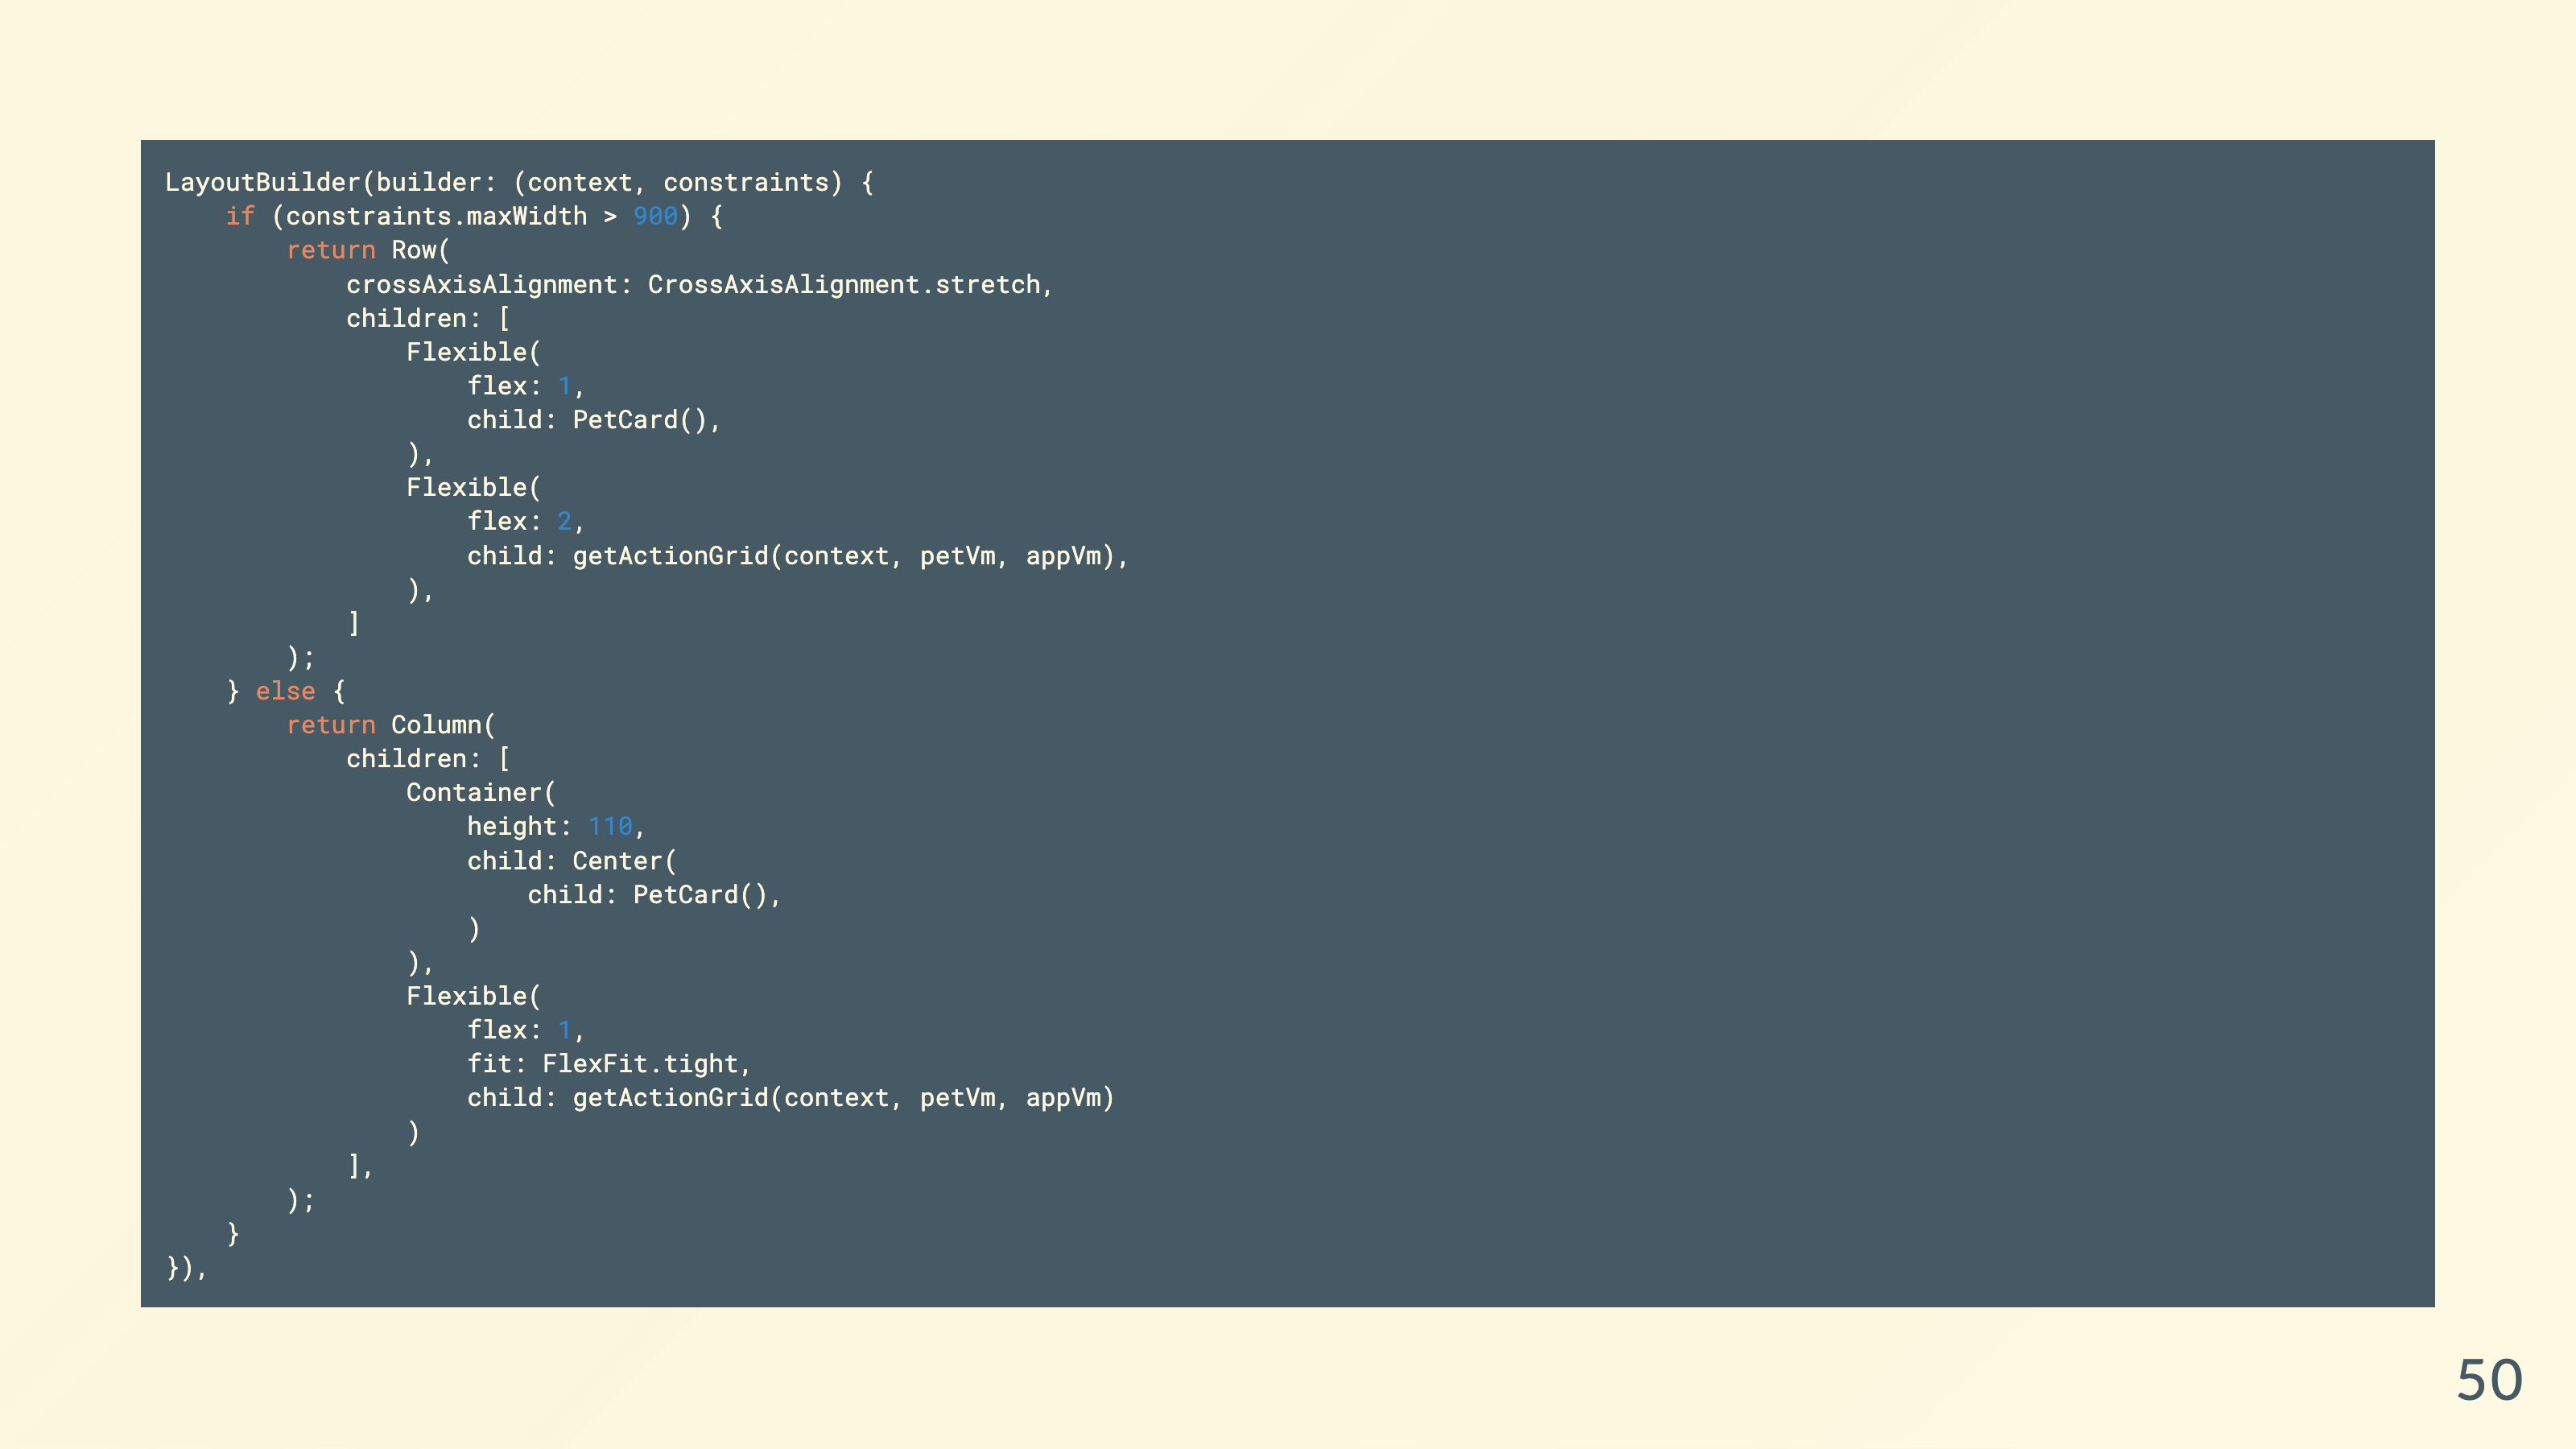 LayoutBuilder(builder: (context, constraints) {
    if (constraints.maxWidth > 900) {
        return Row(
            crossAxisAlignment: CrossAxisAlignment.stretch,
            children: [
                Flexible(
                    flex: 1,
                    child: PetCard(),
                ),
                Flexible(
                    flex: 2,
                    child: getActionGrid(context, petVm, appVm),
                ),
            ]
        );
    } else {
        return Column(
            children: [
                Container(
                    height: 110,
                    child: Center(
                        child: PetCard(),
                    )
                ),
                Flexible(
                    flex: 1,
                    fit: FlexFit.tight,
                    child: getActionGrid(context, petVm, appVm)
                )
            ],
        );
    }
}),
50